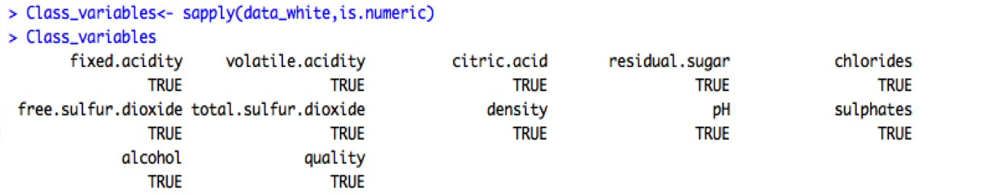 > Class_variables<- sapply(data_white,is.numeric)
> Class_variables
fixed.acidity volatile.acidity citric.acid residual.sugar chlorides
TRUE TRUE TRUE TRUE TRUE
free.sulfur.dioxide total.sulfur.dioxide density pH sulphates
TRUE TRUE TRUE TRUE TRUE
alcohol quality
TRUE TRUE